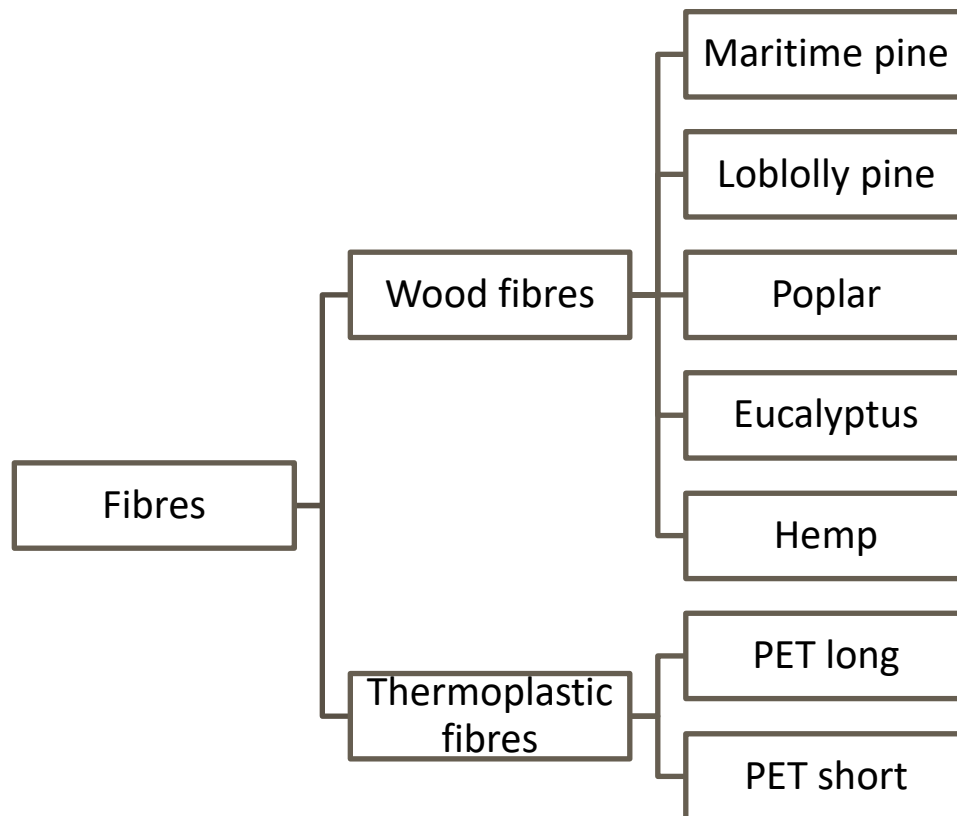 Maritime pine
Loblolly pine
Wood fibres
Poplar
Eucalyptus
Fibres
Hemp
PET long
Thermoplastic
fibres
PET short